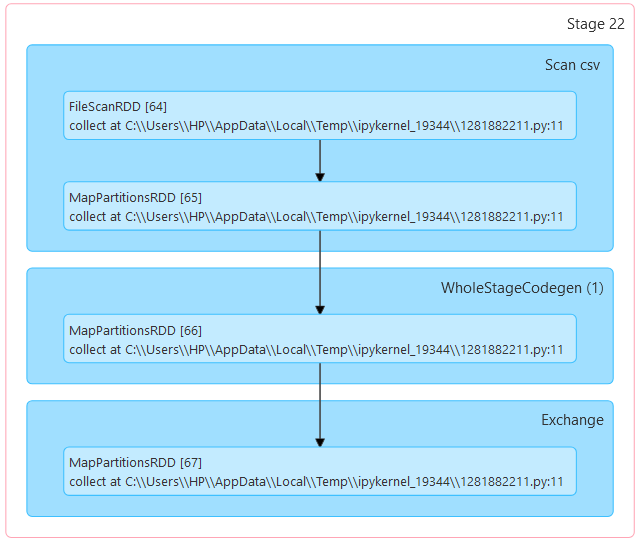 Stage 22
Scan csv
FileScanRDD [64]
collect at C:\\Users\\HP\\AppData\\Local\\Temp\\ipykernel_19344\\1281882211.py:11
MapPartitionsRDD [65]
collect at C:\\Users\\HP\\AppData\\Local\\Temp\\ipykernel_19344\\1281882211.py:11
WholeStageCodegen (1)
MapPartitionsRDD [66]
collect at C:\\Users\\HP\\AppData\\Local\\Temp\\ipykernel_19344\\1281882211.py:11
Exchange
MapPartitionsRDD [67]
collect at C:\\Users\\HP\\AppData\\Local\\Temp\\ipykernel_19344\\1281882211.py:11